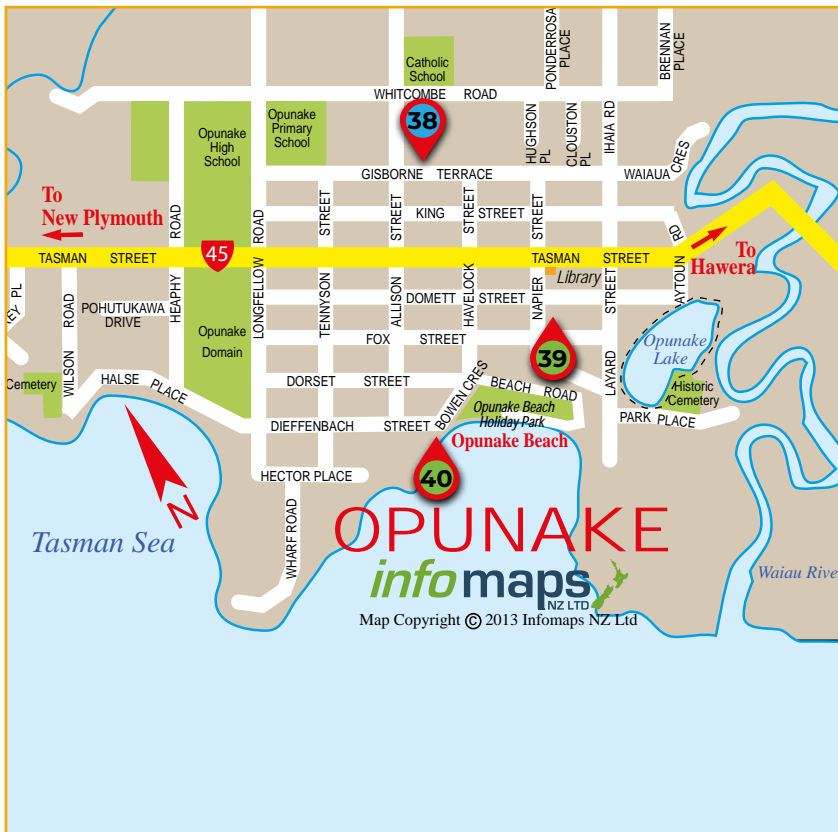 PONDERROSA
PLACE
BRENNAN
PLACE
Catholic
School
WHITCOMBE ROAD
38
Opunake
Primary
School
Opunake
High
School
HUGHSON
PL
CLOUSTON
PL
IHAIA RD
GISBORNE TERRACE
WAIAUA CRES
To
New Plymouth
ROAD
ROAD
STREET
STREET
STREET
STREET
KING STREET
RD
45
TASMAN STREET
TASMAN STREET
To
Hawera
Library
EY PL
WILSON ROAD
POHUTUKAWA
DRIVE
HEAPHY
LONGFELLOW
TENNYSON
ALLISON
HAVELOCK
NAPIER
STREET
AYTOUN
DOMETT STREET
Opunake
Domain
FOX STREET
39
Opunake
Lake
Cemetery
HALSE PLACE
DORSET STREET
BOWEN CRES
BEACH ROAD
LAYARD
Historic
Cemetery
Opunake Beach
Holiday Park
PARK PLACE
DIEFFENBACH STREET
Opunake Beach
HECTOR PLACE
40
N
WHARF ROAD
Tasman Sea
OPUNAKE
infomaps
NZ LTD
Waiau Rive
Map Copyright © 2013 Infomaps NZ Ltd